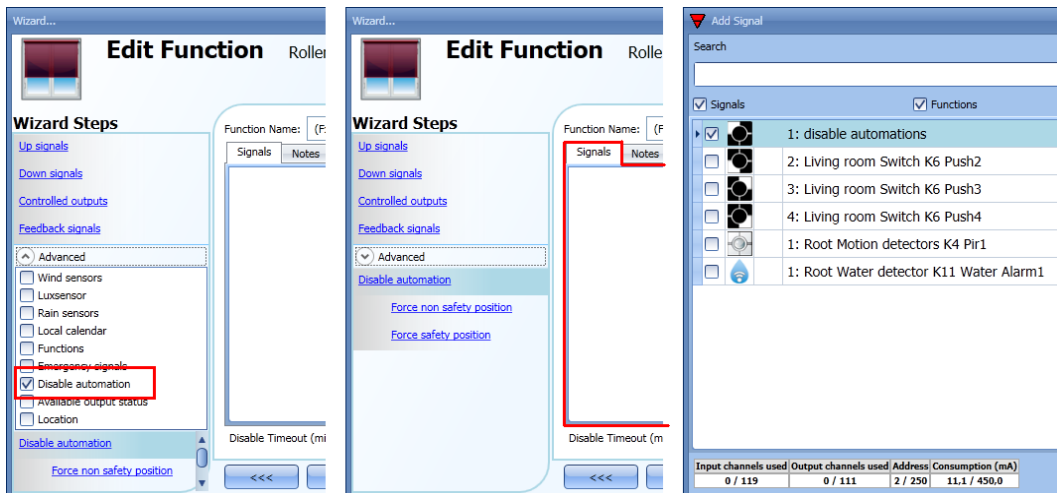 Wizard...
Edit Function Roller
Wizard Steps
Up signals
Down signals
Controlled outputs
Feedback signals
Advanced
Wind sensors
Luxsensor
Rain sensors
Local calendar
Functions
Emergency signals
Disable automation
Available output status
Location
Disable automation
Force non safety position
Function Name: (F
Signals Notes
Disable Timeout (mi
<<<
Wizard...
Edit Function Rolle
Wizard Steps
Up signals
Down signals
Controlled outputs
Feedback signals
Advanced
Disable automation
Force non safety position
Force safety position
Function Name: (F
Signals Notes
Disable Timeout (m
<<<
Add Signal
Search
Signals Functions
1: disable automations
2: Living room Switch K6 Push2
3: Living room Switch K6 Push3
4: Living room Switch K6 Push4
1: Root Motion detectors K4 Pir1
1: Root Water detector K11 Water Alarm1
Input channels used Output channels used Address Consumption (mA)
0 / 119 0 / 111 2 / 250 11,1 / 450,0